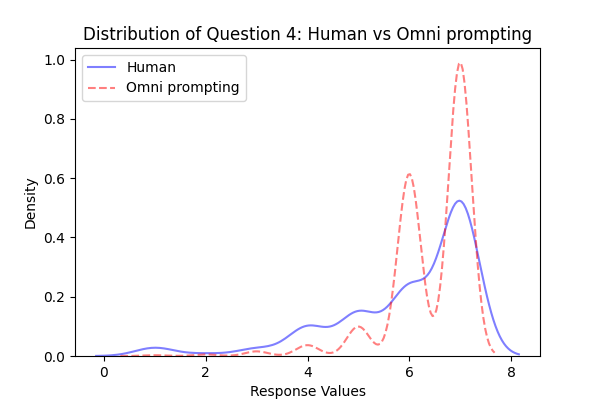 Distribution of Question 4: Human vs Omni prompting
Human
Omni prompting
1.0
0.8
0.6
0.4
0.2
0.0
Density
0 2 4 6 8
Response Values